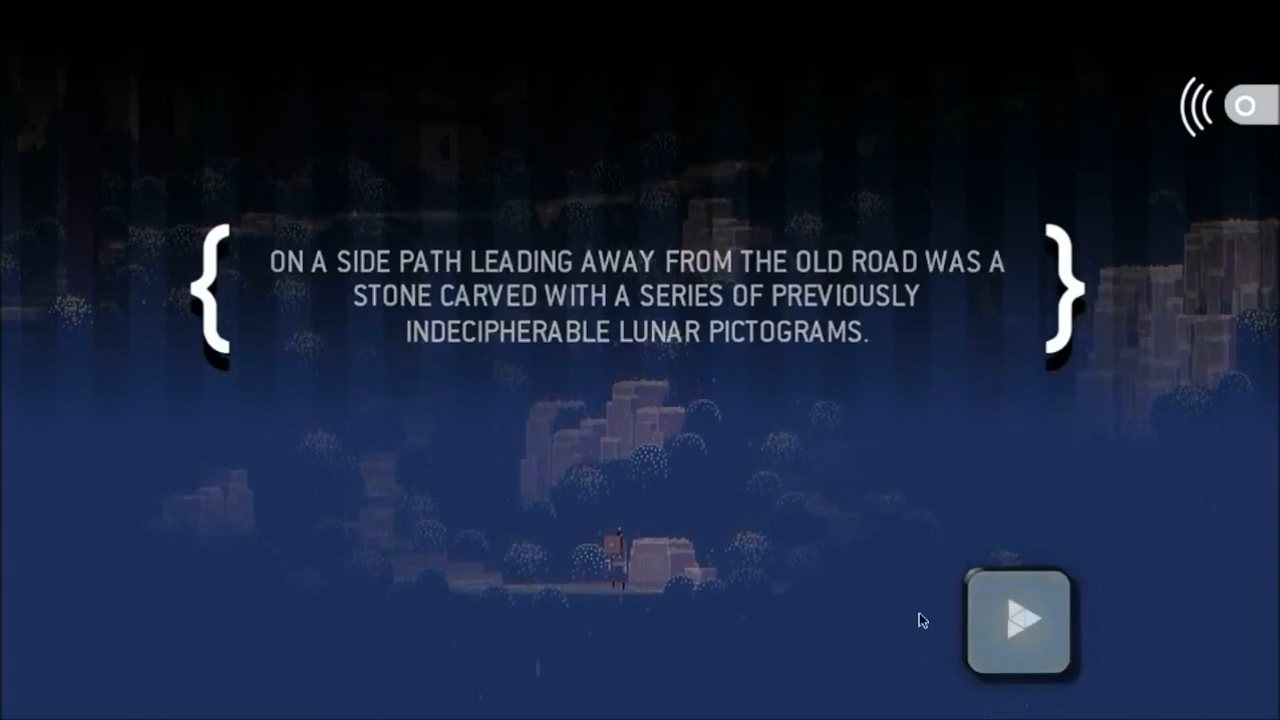 ON A SIDE PATH LEADING AWAY FROM THE OLD ROAD WAS A
STONE CARVED WITH A SERIES OF PREVIOUSLY
INDECIPHERABLE LUNAR PICTOGRAMS.